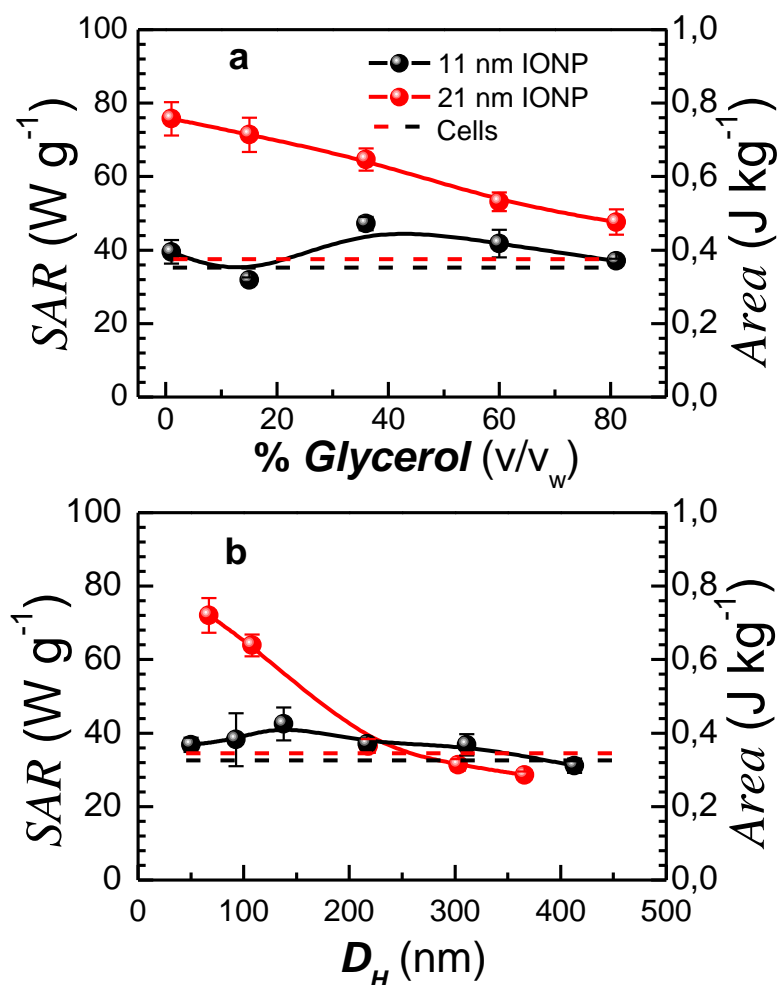 a
11 nm IONP
21 nm IONP
Cells
SAR (W g⁻¹)
Area (J kg⁻¹)
100
80
60
40
20
0
1,0
0,8
0,6
0,4
0,2
0,0
0 20 40 60 80
% Glycerol (v/v_w)
b
SAR (W g⁻¹)
Area (J kg⁻¹)
100
80
60
40
20
0
1,0
0,8
0,6
0,4
0,2
0,0
0 100 200 300 400 500
D_H (nm)